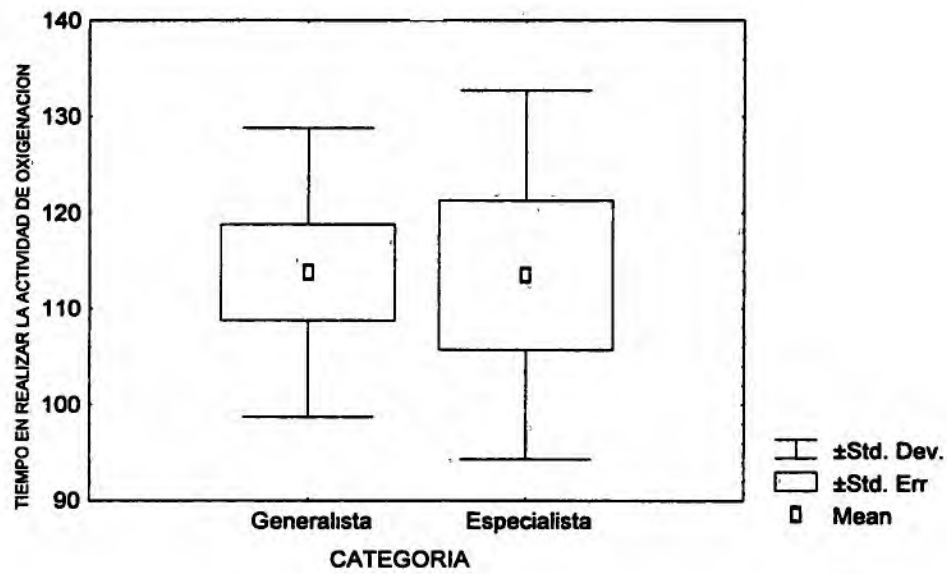 TIEMPO EN REALIZAR LA ACTIVIDAD DE OXIGENACION
140
130
120
110
100
90
Generalista Especialista
CATEGORIA
±Std. Dev.
±Std. Err
Mean